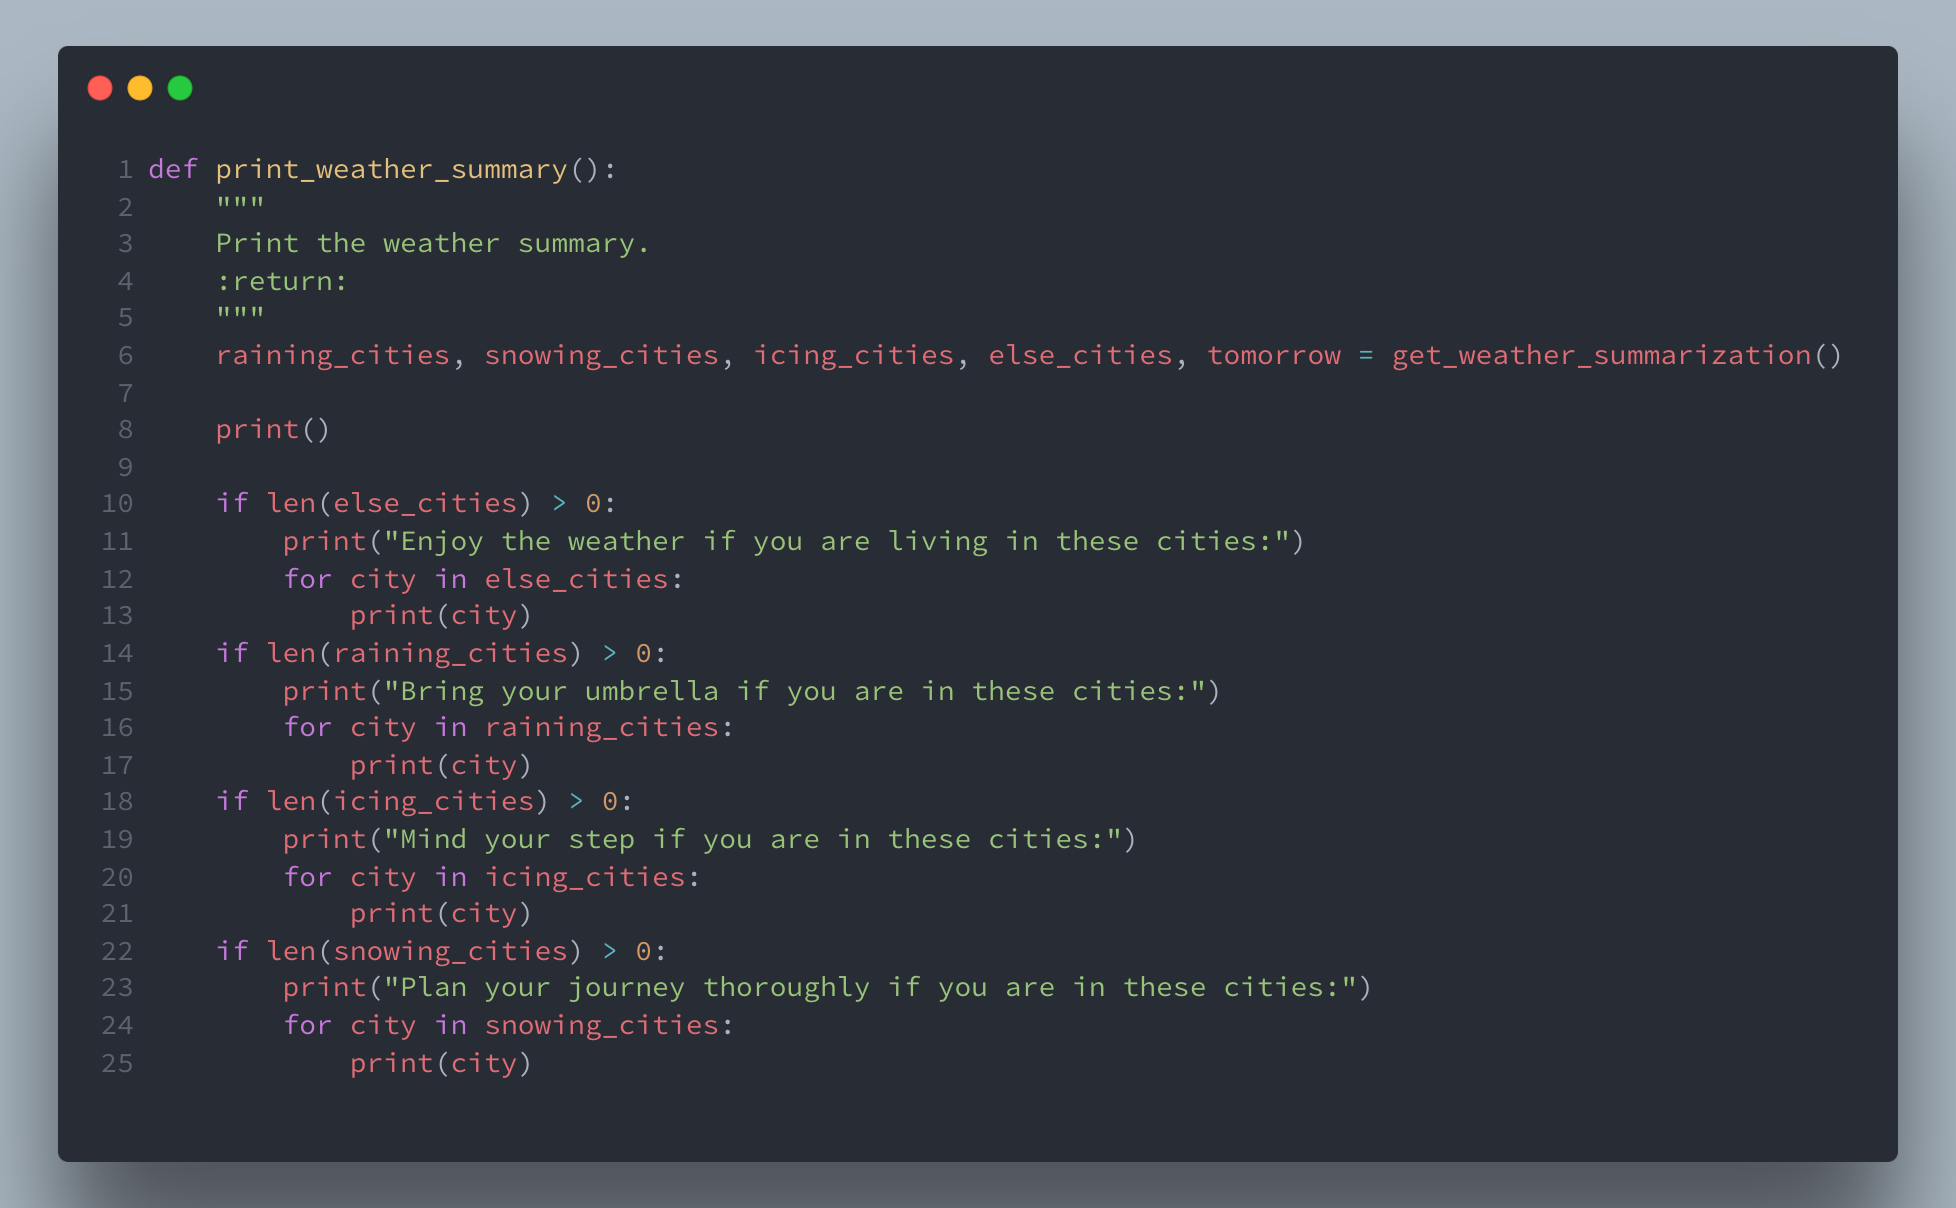 1 def print_weather_summary():
2     """
3     Print the weather summary.
4     :return:
5     """
6     raining_cities, snowing_cities, icing_cities, else_cities, tomorrow = get_weather_summarization()
7
8     print()
9
10     if len(else_cities) > 0:
11         print("Enjoy the weather if you are living in these cities:")
12         for city in else_cities:
13             print(city)
14     if len(raining_cities) > 0:
15         print("Bring your umbrella if you are in these cities:")
16         for city in raining_cities:
17             print(city)
18     if len(icing_cities) > 0:
19         print("Mind your step if you are in these cities:")
20         for city in icing_cities:
21             print(city)
22     if len(snowing_cities) > 0:
23         print("Plan your journey thoroughly if you are in these cities:")
24         for city in snowing_cities:
25             print(city)